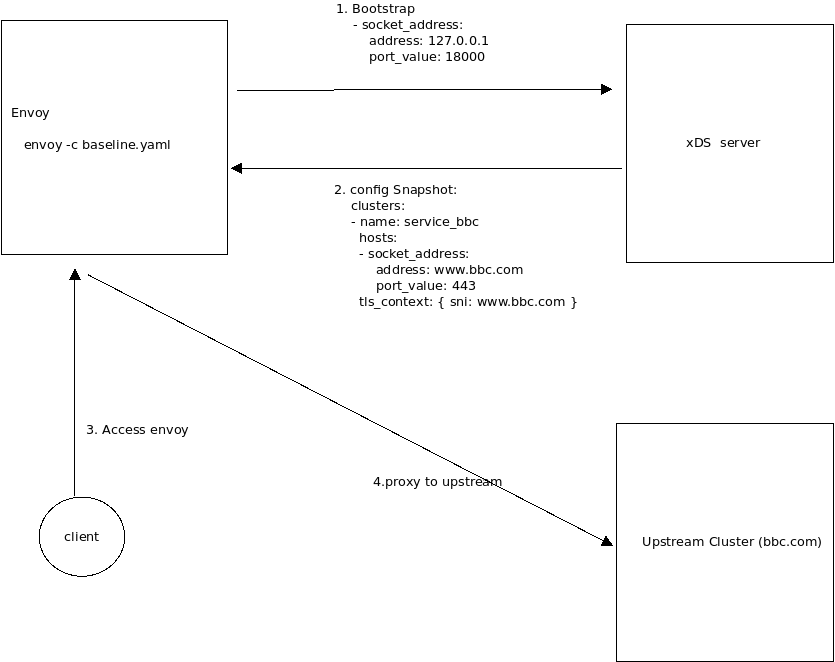 1. Bootstrap
- socket_address:
address: 127.0.0.1
port_value: 18000
Envoy
envoy -c baseline.yaml
xDS server
2. config Snapshot:
clusters:
- name: service_bbc
hosts:
- socket_address:
address: www.bbc.com
port_value: 443
tls_context: { sni: www.bbc.com }
3. Access envoy
4.proxy to upstream
client
Upstream Cluster (bbc.com)